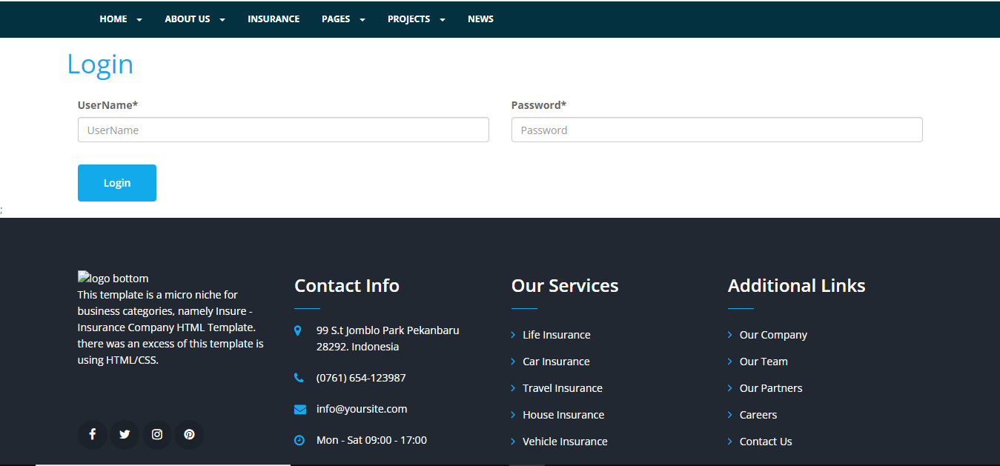 HOME ABOUT US INSURANCE PAGES PROJECTS NEWS
Login
UserName* Password*
UserName Password
Login
;
logo bottom
This template is a micro niche for
business categories, namely Insure -
Insurance Company HTML Template.
there was an excess of this template is
using HTML/CSS.
Contact Info
99 S.t Jomblo Park Pekanbaru
28292. Indonesia
(0761) 654-123987
info@yoursite.com
Mon - Sat 09:00 - 17:00
Our Services
Life Insurance
Car Insurance
Travel Insurance
House Insurance
Vehicle Insurance
Additional Links
Our Company
Our Team
Our Partners
Careers
Contact Us